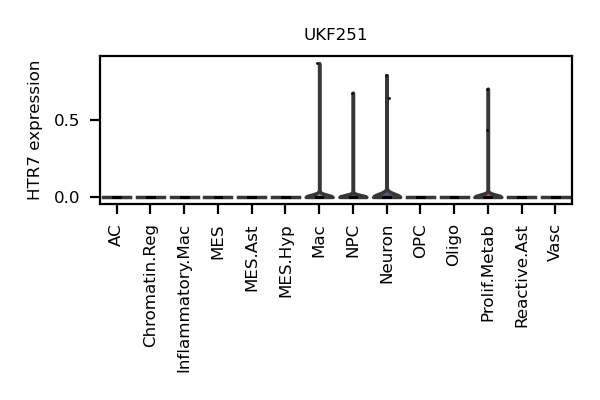 UKF251
HTR7 expression
0.5
0.0
AC
Chromatin.Reg
Inflammatory.Mac
MES
MES.Ast
MES.Hyp
Mac
NPC
Neuron
OPC
Oligo
Prolif.Metab
Reactive.Ast
Vasc